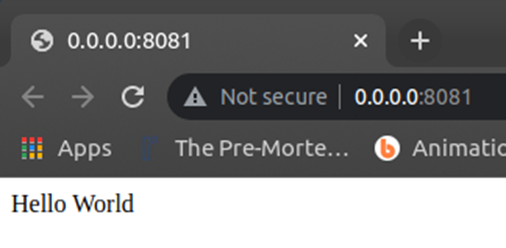 0.0.0.0:8081
Not secure | 0.0.0.0:8081
Apps The Pre-Morte... Animatic
Hello World